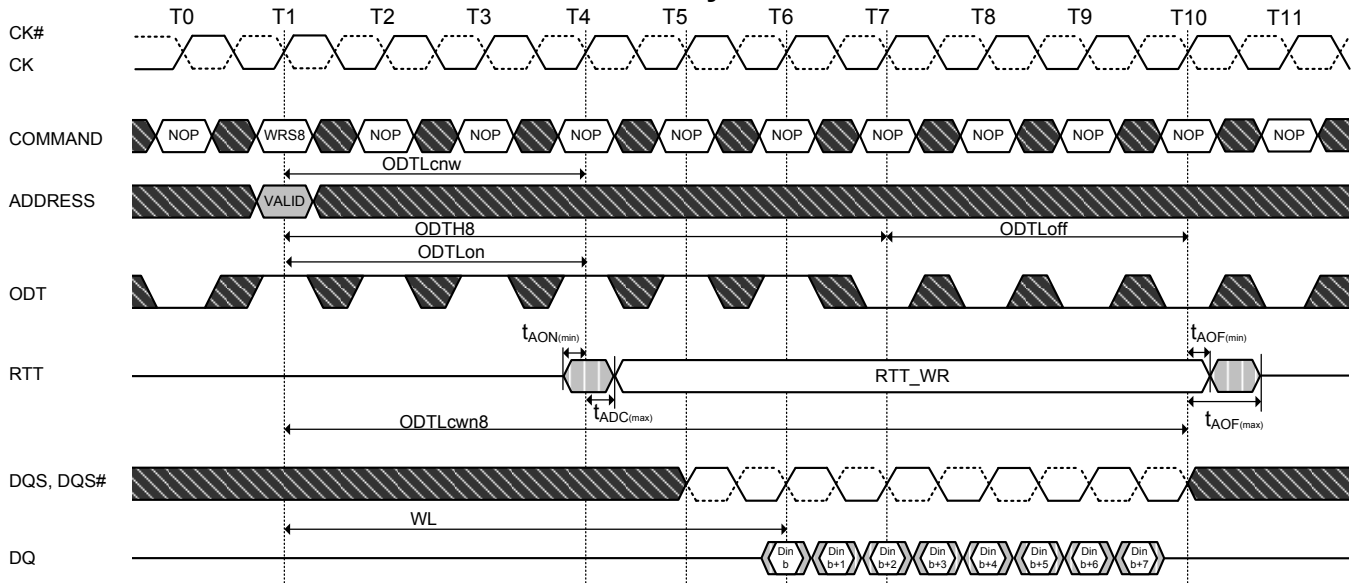 T0 T1 T2 T3 T4 T5 T6 T7 T8 T9 T10 T11
CK#
CK
COMMAND NOP WRS8 NOP NOP NOP NOP NOP NOP NOP NOP NOP NOP
ODTLcnw
ADDRESS VALID
ODTH8 ODTLoff
ODTLon
ODT
tAON(min) tAOF(min)
RTT RTT_WR
tADC(max) tAOF(max)
ODTLcwn8
DQS, DQS#
WL
DQ Din b Din b+1 Din b+2 Din b+3 Din b+4 Din b+5 Din b+6 Din b+7